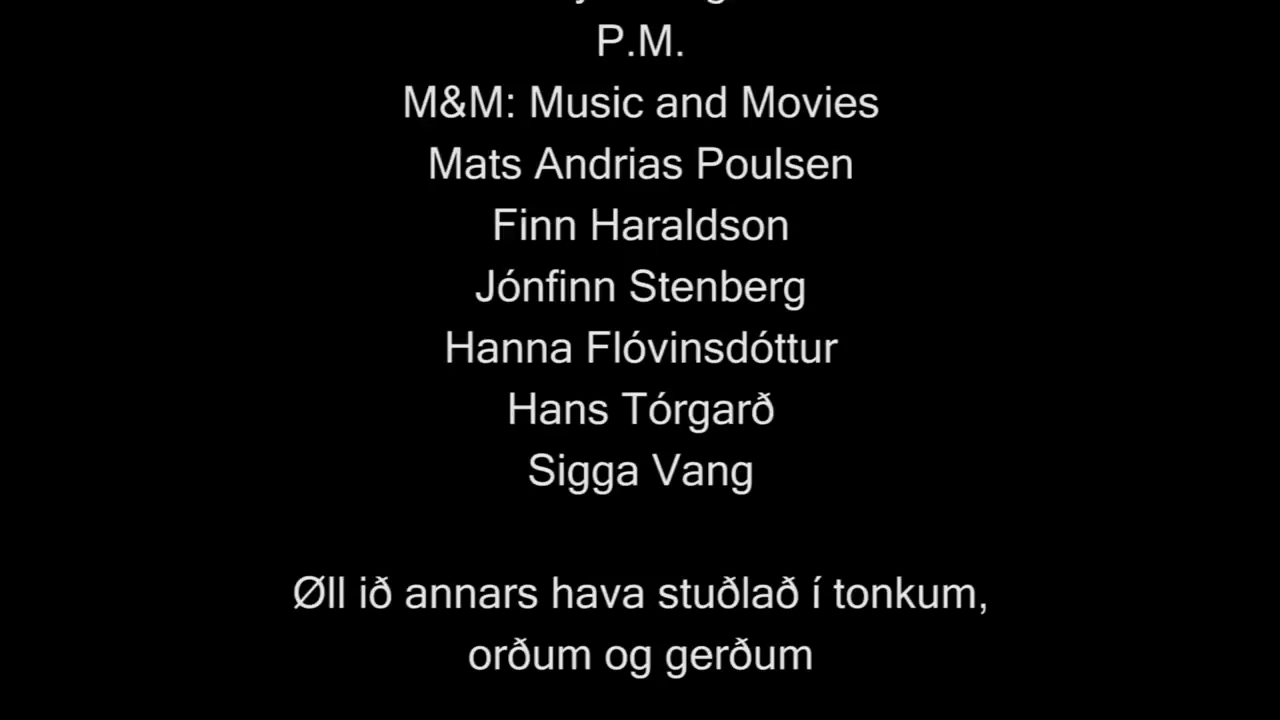 P.M.
M&M: Music and Movies
Mats Andrias Poulsen
Finn Haraldson
Jónfinn Stenberg
Hanna Flóvinsdóttur
Hans Tórgarð
Sigga Vang
Øll ið annars hava stuðlað í tonkum,
orðum og gerðum